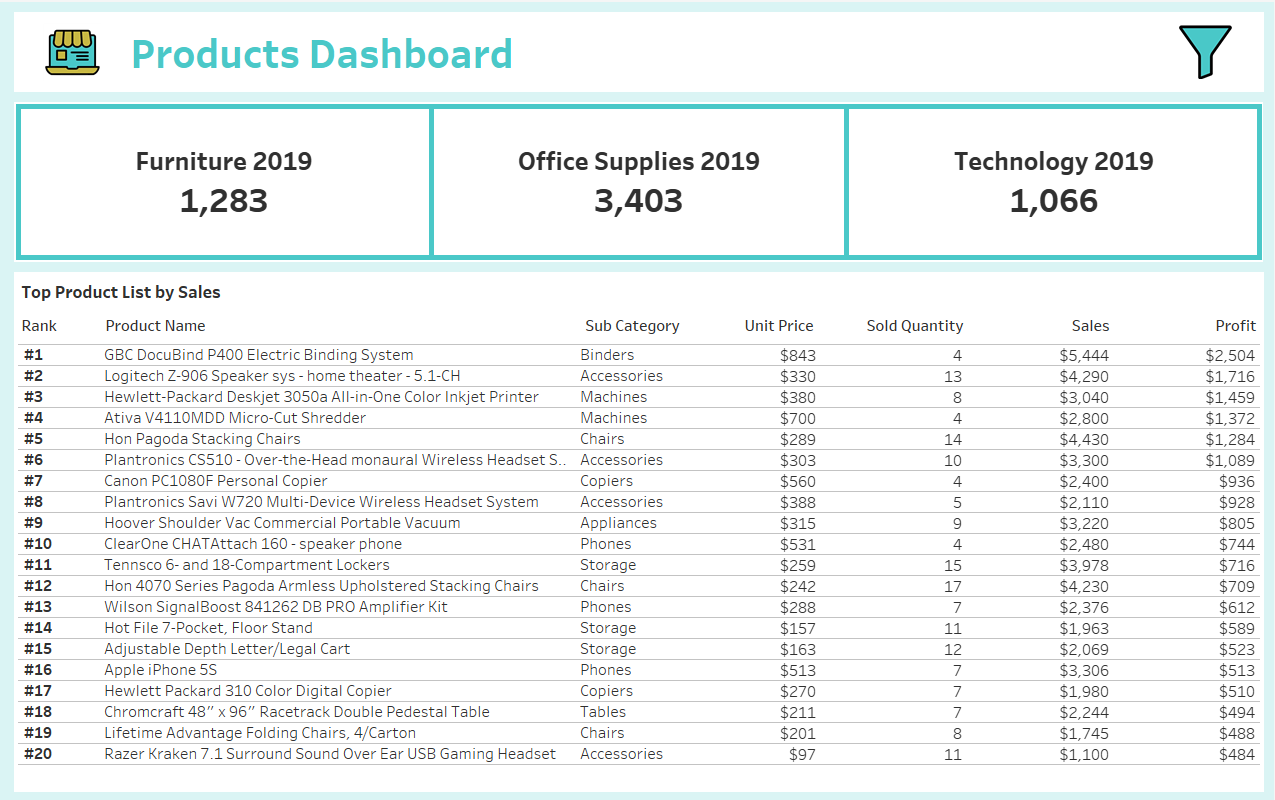 Products Dashboard
Furniture 2019
1,283
Office Supplies 2019
3,403
Technology 2019
1,066
Top Product List by Sales
Rank Product Name Sub Category Unit Price Sold Quantity Sales Profit
#1 GBC DocuBind P400 Electric Binding System Binders $843 4 $5,444 $2,504
#2 Logitech Z-906 Speaker sys - home theater - 5.1-CH Accessories $330 13 $4,290 $1,716
#3 Hewlett-Packard Deskjet 3050a All-in-One Color Inkjet Printer Machines $380 8 $3,040 $1,459
#4 Ativa V4110MDD Micro-Cut Shredder Machines $700 4 $2,800 $1,372
#5 Hon Pagoda Stacking Chairs Chairs $289 14 $4,430 $1,284
#6 Plantronics CS510 - Over-the-Head monaural Wireless Headset S.. Accessories $303 10 $3,300 $1,089
#7 Canon PC1080F Personal Copier Copiers $560 4 $2,400 $936
#8 Plantronics Savi W720 Multi-Device Wireless Headset System Accessories $388 5 $2,110 $928
#9 Hoover Shoulder Vac Commercial Portable Vacuum Appliances $315 9 $3,220 $805
#10 ClearOne CHATAttach 160 - speaker phone Phones $531 4 $2,480 $744
#11 Tennsco 6- and 18-Compartment Lockers Storage $259 15 $3,978 $716
#12 Hon 4070 Series Pagoda Armless Upholstered Stacking Chairs Chairs $242 17 $4,230 $709
#13 Wilson SignalBoost 841262 DB PRO Amplifier Kit Phones $288 7 $2,376 $612
#14 Hot File 7-Pocket, Floor Stand Storage $157 11 $1,963 $589
#15 Adjustable Depth Letter/Legal Cart Storage $163 12 $2,069 $523
#16 Apple iPhone 5S Phones $513 7 $3,306 $513
#17 Hewlett Packard 310 Color Digital Copier Copiers $270 7 $1,980 $510
#18 Chromcraft 48” x 96” Racetrack Double Pedestal Table Tables $211 7 $2,244 $494
#19 Lifetime Advantage Folding Chairs, 4/Carton Chairs $201 8 $1,745 $488
#20 Razer Kraken 7.1 Surround Sound Over Ear USB Gaming Headset Accessories $97 11 $1,100 $484